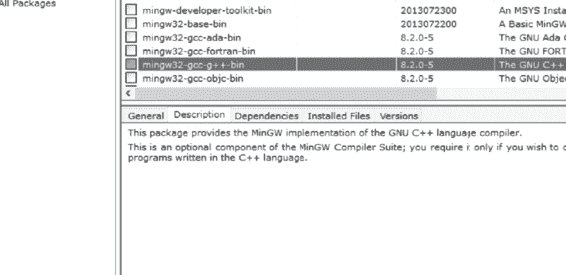 All Packages
mingw-developer-toolkit-bin 2013072300 An MSYS Insta
mingw32-base-bin 2013072200 A Basic MinGW
mingw32-gcc-ada-bin 8.2.0-5 The GNU Ada C
mingw32-gcc-fortran-bin 8.2.0-5 The GNU FORT
mingw32-gcc-g++-bin 8.2.0-5 The GNU C++
mingw32-gcc-objc-bin 8.2.0-5 The GNU Objec
General Description Dependencies Installed Files Versions
This package provides the MinGW implementation of the GNU C++ language compiler.
This is an optional component of the MinGW Compiler Suite; you require it only if you wish to c
programs written in the C++ language.